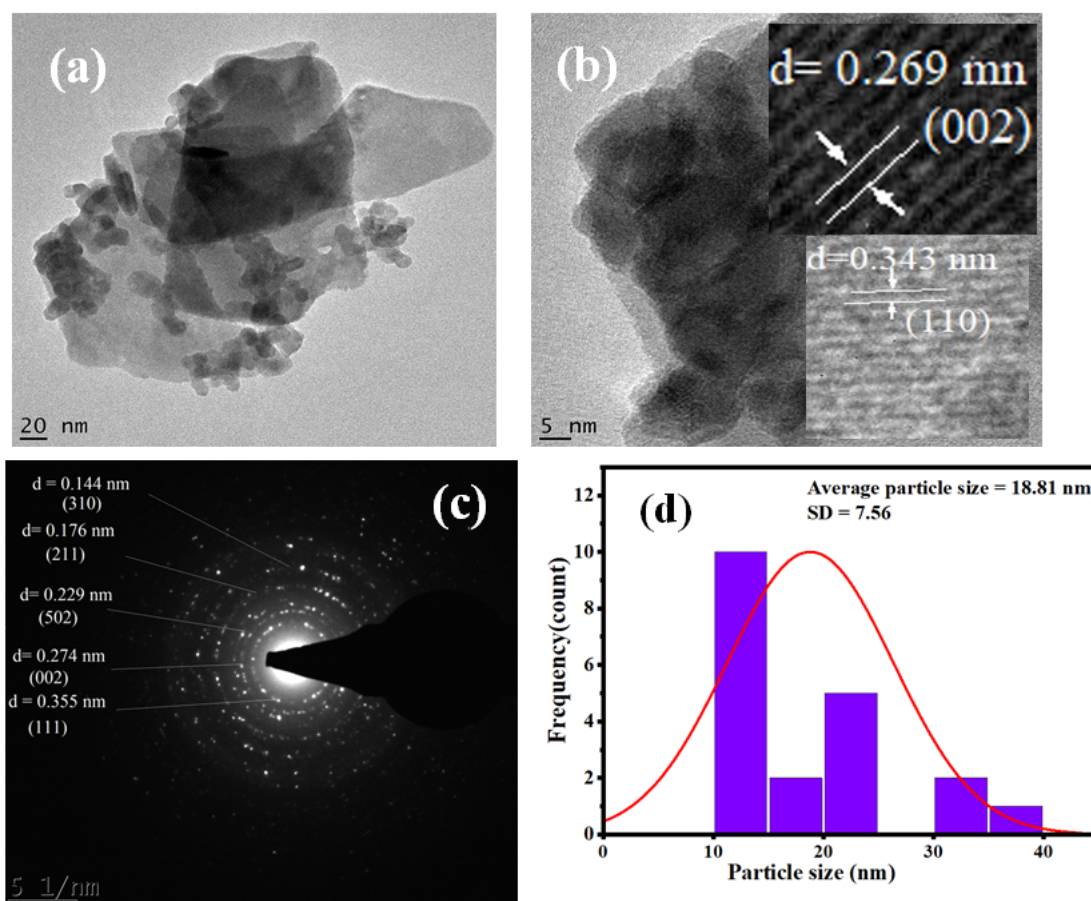 (a)
20 nm
(b)
d= 0.269 mn
(002)
d=0.343 nm
(110)
5 nm
(c)
d = 0.144 nm
(310)
d= 0.176 nm
(211)
d= 0.229 nm
(502)
d= 0.274 nm
(002)
d = 0.355 nm
(111)
5 1/nm
(d)
Average particle size = 18.81 nm
SD = 7.56
Frequency(count)
12
10
8
6
4
2
0
0
10
20
30
40
Particle size (nm)